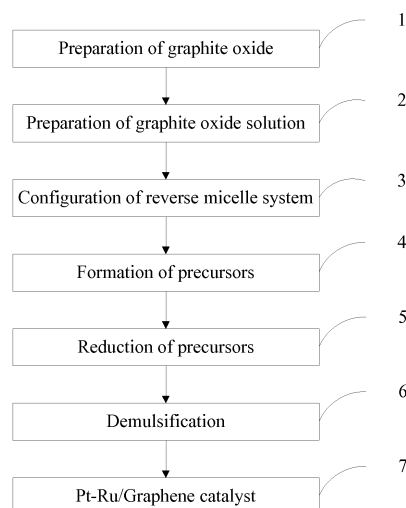 Preparation of graphite oxide 1
Preparation of graphite oxide solution 2
Configuration of reverse micelle system 3
Formation of precursors 4
Reduction of precursors 5
Demulsification 6
Pt-Ru/Graphene catalyst 7